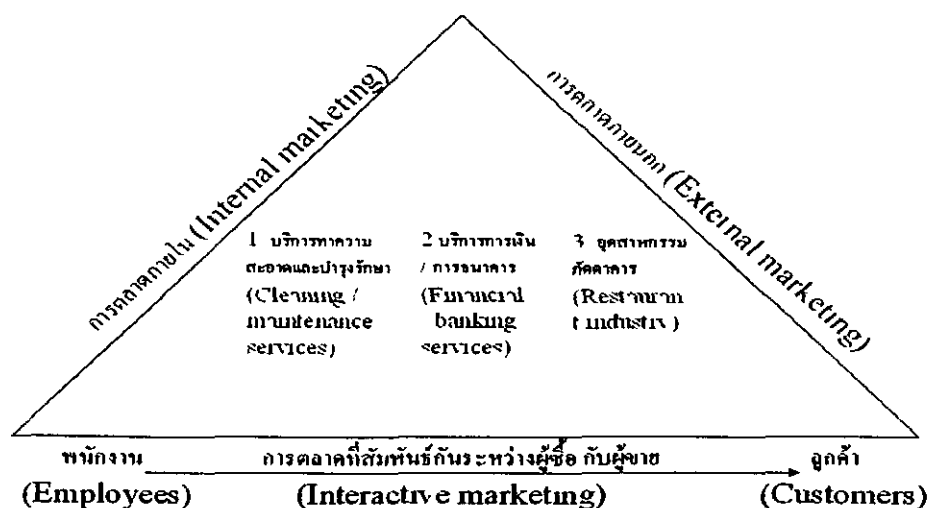 การตลาดภายใน (Internal marketing)
การตลาดภายนอก (External marketing)
1 บริการทำความ
สะอาดและบำรุงรักษา
(Cleaning /
maintenance
services)
2 บริการการเงิน
/ การธนาคาร
(Financial
banking
services)
3 อุตสาหกรรม
ภัตตาคาร
(Restauran
t industry)
พนักงาน
(Employees)
การตลาดที่สัมพันธ์กันระหว่างผู้ซื้อ กับผู้ขาย
(Interactive marketing)
ลูกค้า
(Customers)